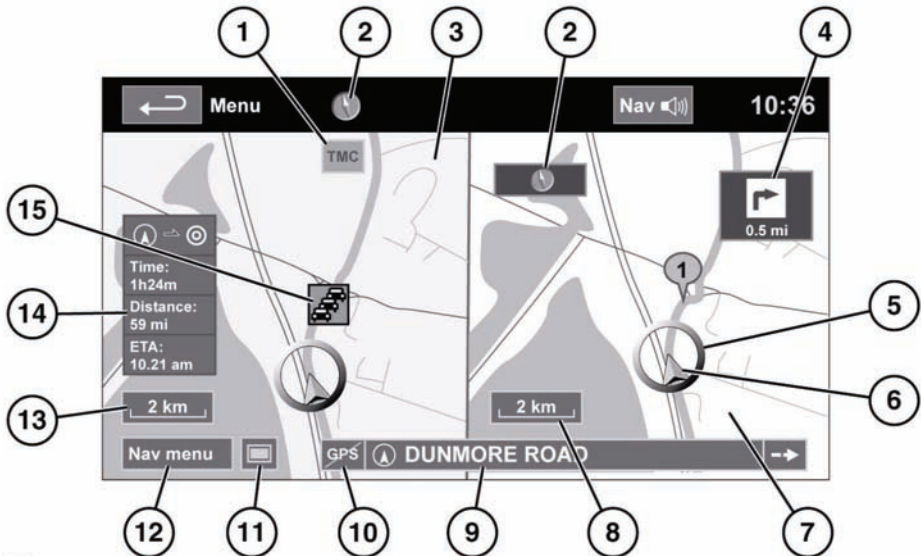 1 2 3 2 4
Menu Nav 10:36
TMC
0.5 mi
15
1
Time:
1h24m
14
Distance:
59 mi
5
ETA:
10.21 am
6
13
2 km
2 km
Nav menu GPS DUNMORE ROAD
12 11 10 9 8 7